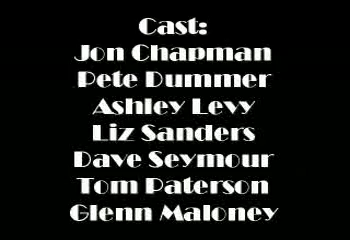 Cast:
Jon Chapman
Pete Dummer
Ashley Levy
Liz Sanders
Dave Seymour
Tom Paterson
Glenn Maloney